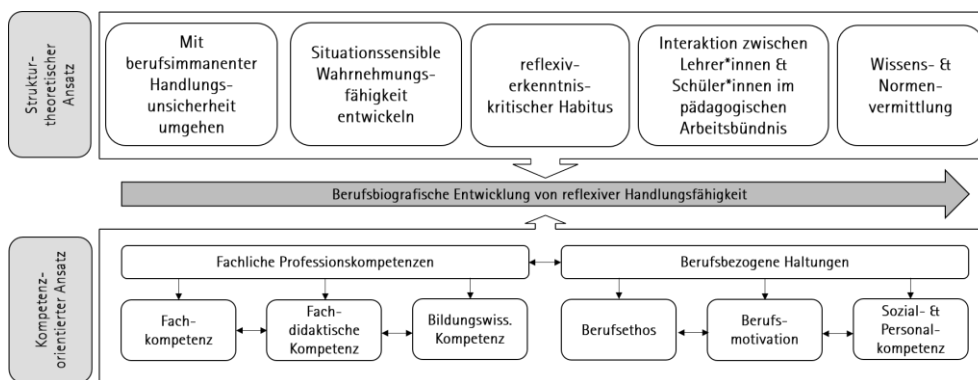 Struktur-
theoretischer
Ansatz
Mit
berufsimmanenter
Handlungs-
unsicherheit
umgehen
Situationssensible
Wahrnehmungs-
fähigkeit
entwickeln
reflexiv-
erkenntnis-
kritischer Habitus
Interaktion zwischen
Lehrer*innen &
Schüler*innen im
pädagogischen
Arbeitsbündnis
Wissens- &
Normen-
vermittlung
Berufsbiografische Entwicklung von reflexiver Handlungsfähigkeit
Kompetenz-
orientierter Ansatz
Fachliche Professionskompetenzen
Berufsbezogene Haltungen
Fach-
kompetenz
Fach-
didaktische
Kompetenz
Bildungswiss.
Kompetenz
Berufsethos
Berufs-
motivation
Sozial- &
Personal-
kompetenz